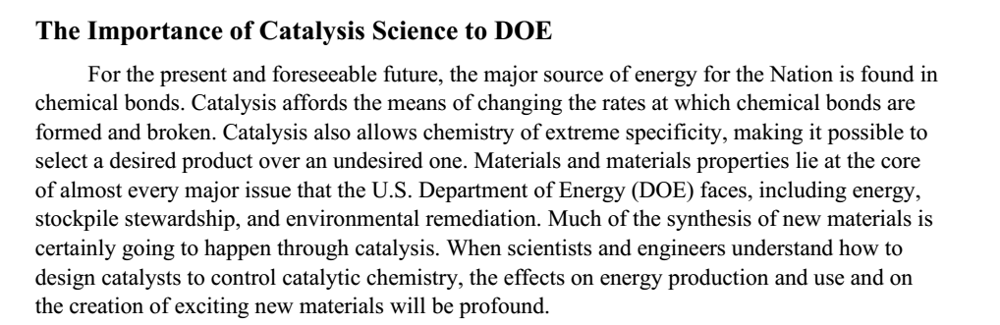 The Importance of Catalysis Science to DOE
For the present and foreseeable future, the major source of energy for the Nation is found in
chemical bonds. Catalysis affords the means of changing the rates at which chemical bonds are
formed and broken. Catalysis also allows chemistry of extreme specificity, making it possible to
select a desired product over an undesired one. Materials and materials properties lie at the core
of almost every major issue that the U.S. Department of Energy (DOE) faces, including energy,
stockpile stewardship, and environmental remediation. Much of the synthesis of new materials is
certainly going to happen through catalysis. When scientists and engineers understand how to
design catalysts to control catalytic chemistry, the effects on energy production and use and on
the creation of exciting new materials will be profound.